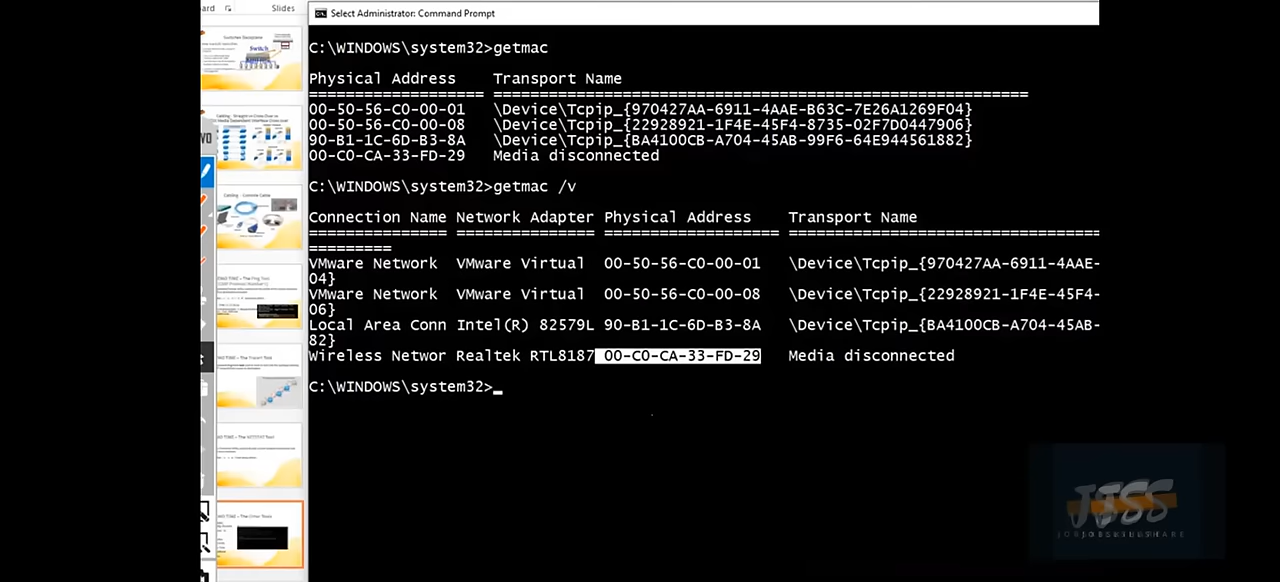 Slides
Select Administrator: Command Prompt
C:\WINDOWS\system32>getmac
Physical Address Transport Name
=================== ==========================================================
00-50-56-C0-00-01 \Device\Tcpip_{970427AA-6911-4AAE-B63C-7E26A1269F04}
00-50-56-C0-00-08 \Device\Tcpip_{22928921-1F4E-45F4-8735-02F7D0447906}
90-B1-1C-6D-B3-8A \Device\Tcpip_{BA4100CB-A704-45AB-99F6-64E944561882}
00-C0-CA-33-FD-29 Media disconnected
C:\WINDOWS\system32>getmac /v
Connection Name Network Adapter Physical Address Transport Name
=============== =============== =================== ==================================
=========
VMware Network VMware Virtual 00-50-56-C0-00-01 \Device\Tcpip_{970427AA-6911-4AAE-
04}
VMware Network VMware Virtual 00-50-56-C0-00-08 \Device\Tcpip_{22928921-1F4E-45F4-
06}
Local Area Conn Intel(R) 82579L 90-B1-1C-6D-B3-8A \Device\Tcpip_{BA4100CB-A704-45AB-
82}
Wireless Networ Realtek RTL8187 00-C0-CA-33-FD-29 Media disconnected
C:\WINDOWS\system32>_
Switch
JJSS